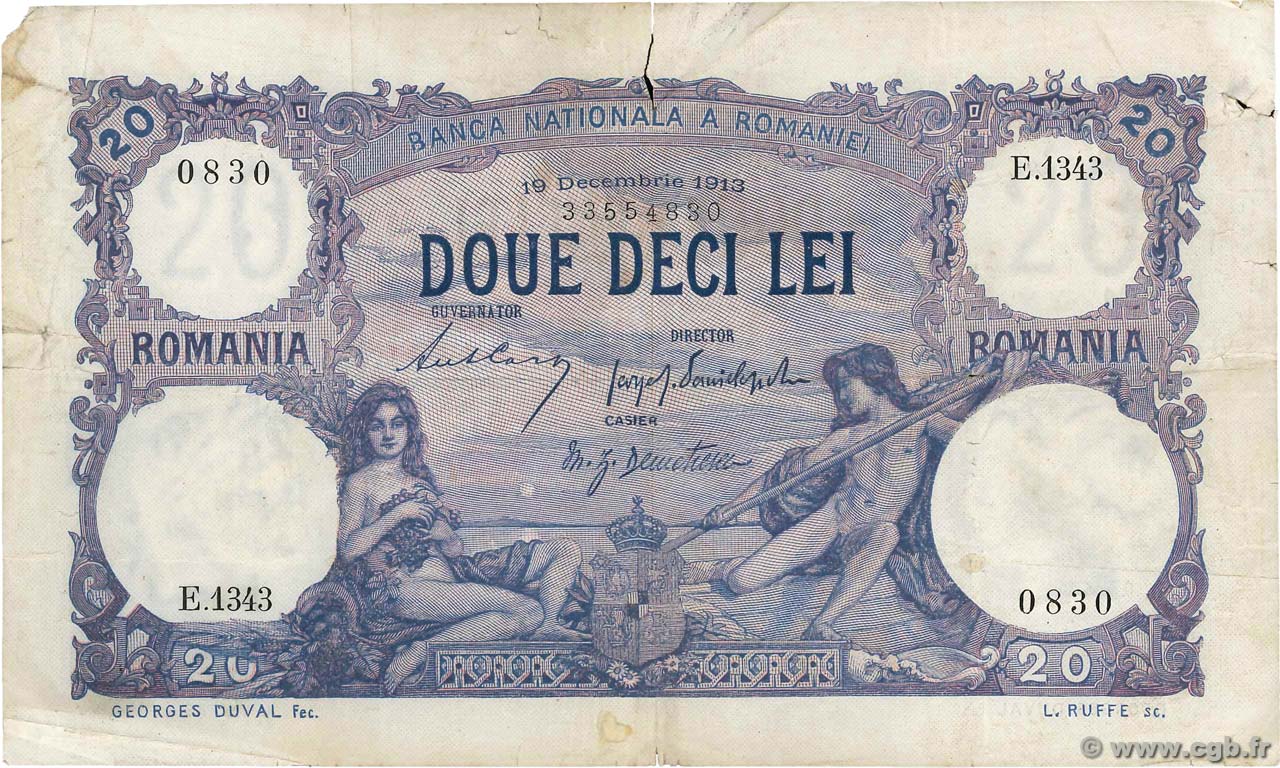 20
20
BANCA NATIONALA A ROMANIEI
0830
E.1343
19 Decembrie 1913
33554830
DOUE DECI LEI
GUVERNATOR
DIRECTOR
ROMANIA
ROMANIA
CASIER
E.1343
0830
20
20
GEORGES DUVAL Fec.
L. RUFFE sc.
© www.cgb.fr